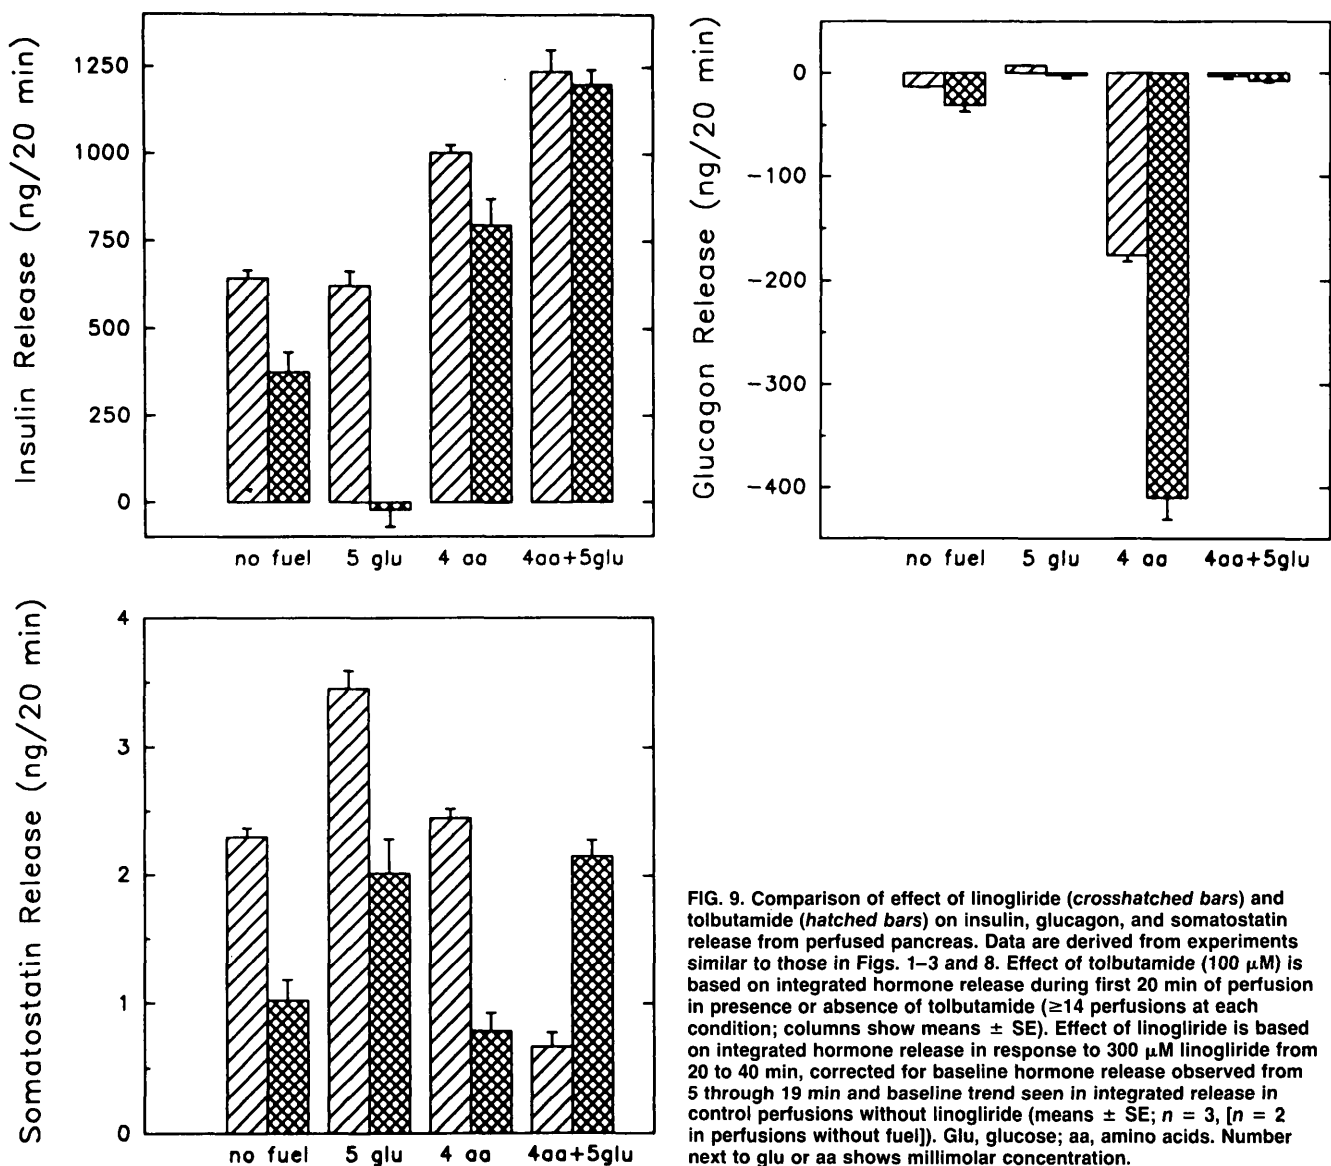 Insulin Release (ng/20 min)
1250
1000
750
500
250
0
no fuel 5 glu 4 aa 4aa+5glu
Glucagon Release (ng/20 min)
0
-100
-200
-300
-400
no fuel 5 glu 4 aa 4aa+5glu
Somatostatin Release (ng/20 min)
4
3
2
1
0
no fuel 5 glu 4 aa 4aa+5glu
FIG. 9. Comparison of effect of linogliride (crosshatched bars) and
tolbutamide (hatched bars) on insulin, glucagon, and somatostatin
release from perfused pancreas. Data are derived from experiments
similar to those in Figs. 1–3 and 8. Effect of tolbutamide (100 μM) is
based on integrated hormone release during first 20 min of perfusion
in presence or absence of tolbutamide (≥14 perfusions at each
condition; columns show means ± SE). Effect of linogliride is based
on integrated hormone release in response to 300 μM linogliride from
20 to 40 min, corrected for baseline hormone release observed from
5 through 19 min and baseline trend seen in integrated release in
control perfusions without linogliride (means ± SE; n = 3, [n = 2
in perfusions without fuel]). Glu, glucose; aa, amino acids. Number
next to glu or aa shows millimolar concentration.